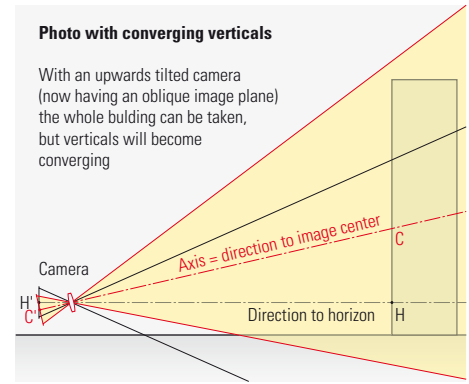 Photo with converging verticals
With an upwards tilted camera
(now having an oblique image plane)
the whole bulding can be taken,
but verticals will become
converging
Axis = direction to image center
C
Camera
H'
C'
Direction to horizon
H